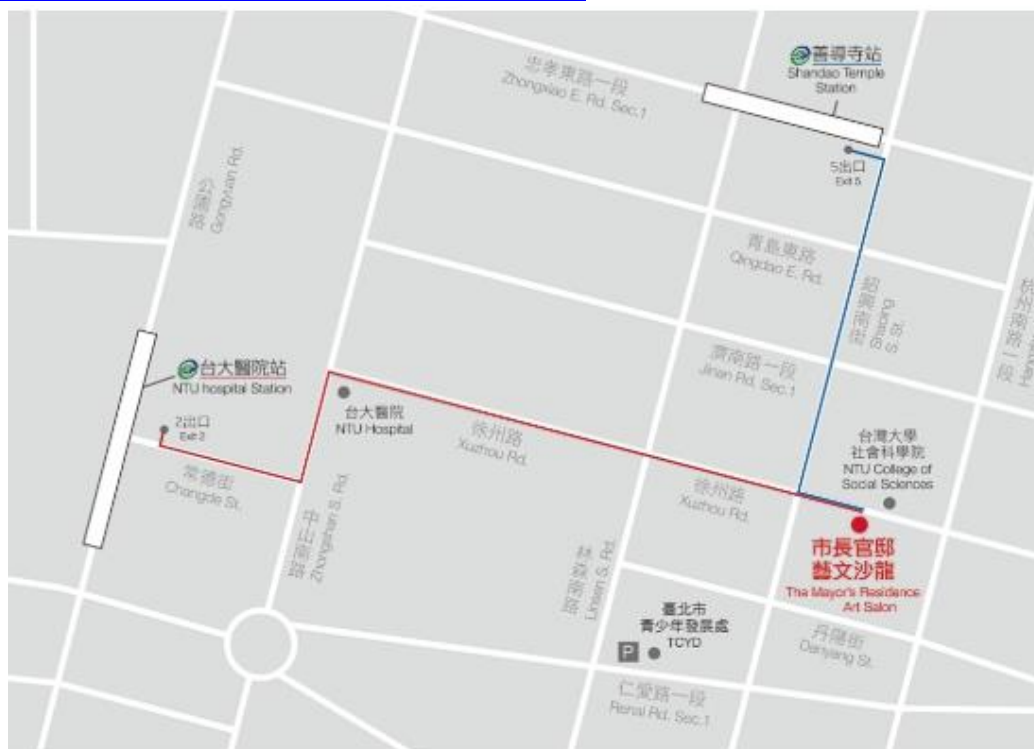 善導寺站
Shandao Temple
Station
忠孝東路一段
Zhongxiao E. Rd. Sec.1
5出口
Exit 5
公園路
Gongyuan Rd.
青島東路
Qingdao E. Rd.
紹興南街
Shaoxing
S. St.
杭州南路一段
濟南路一段
Jinan Rd. Sec.1
台大醫院站
NTU hospital Station
2出口
Exit 2
台大醫院
NTU Hospital
徐州路
Xuzhou Rd.
台灣大學
社會科學院
NTU College of
Social Sciences
常德街
Changde St.
徐州路
Xuzhou Rd.
中山南路
Zhongshan S. Rd.
林森南路
Linsen S. Rd.
市長官邸
藝文沙龍
The Mayor's Residence
Art Salon
臺北市
青少年發展處
TCYD
P
丹陽街
Danyang St.
仁愛路一段
Renai Rd. Sec.1